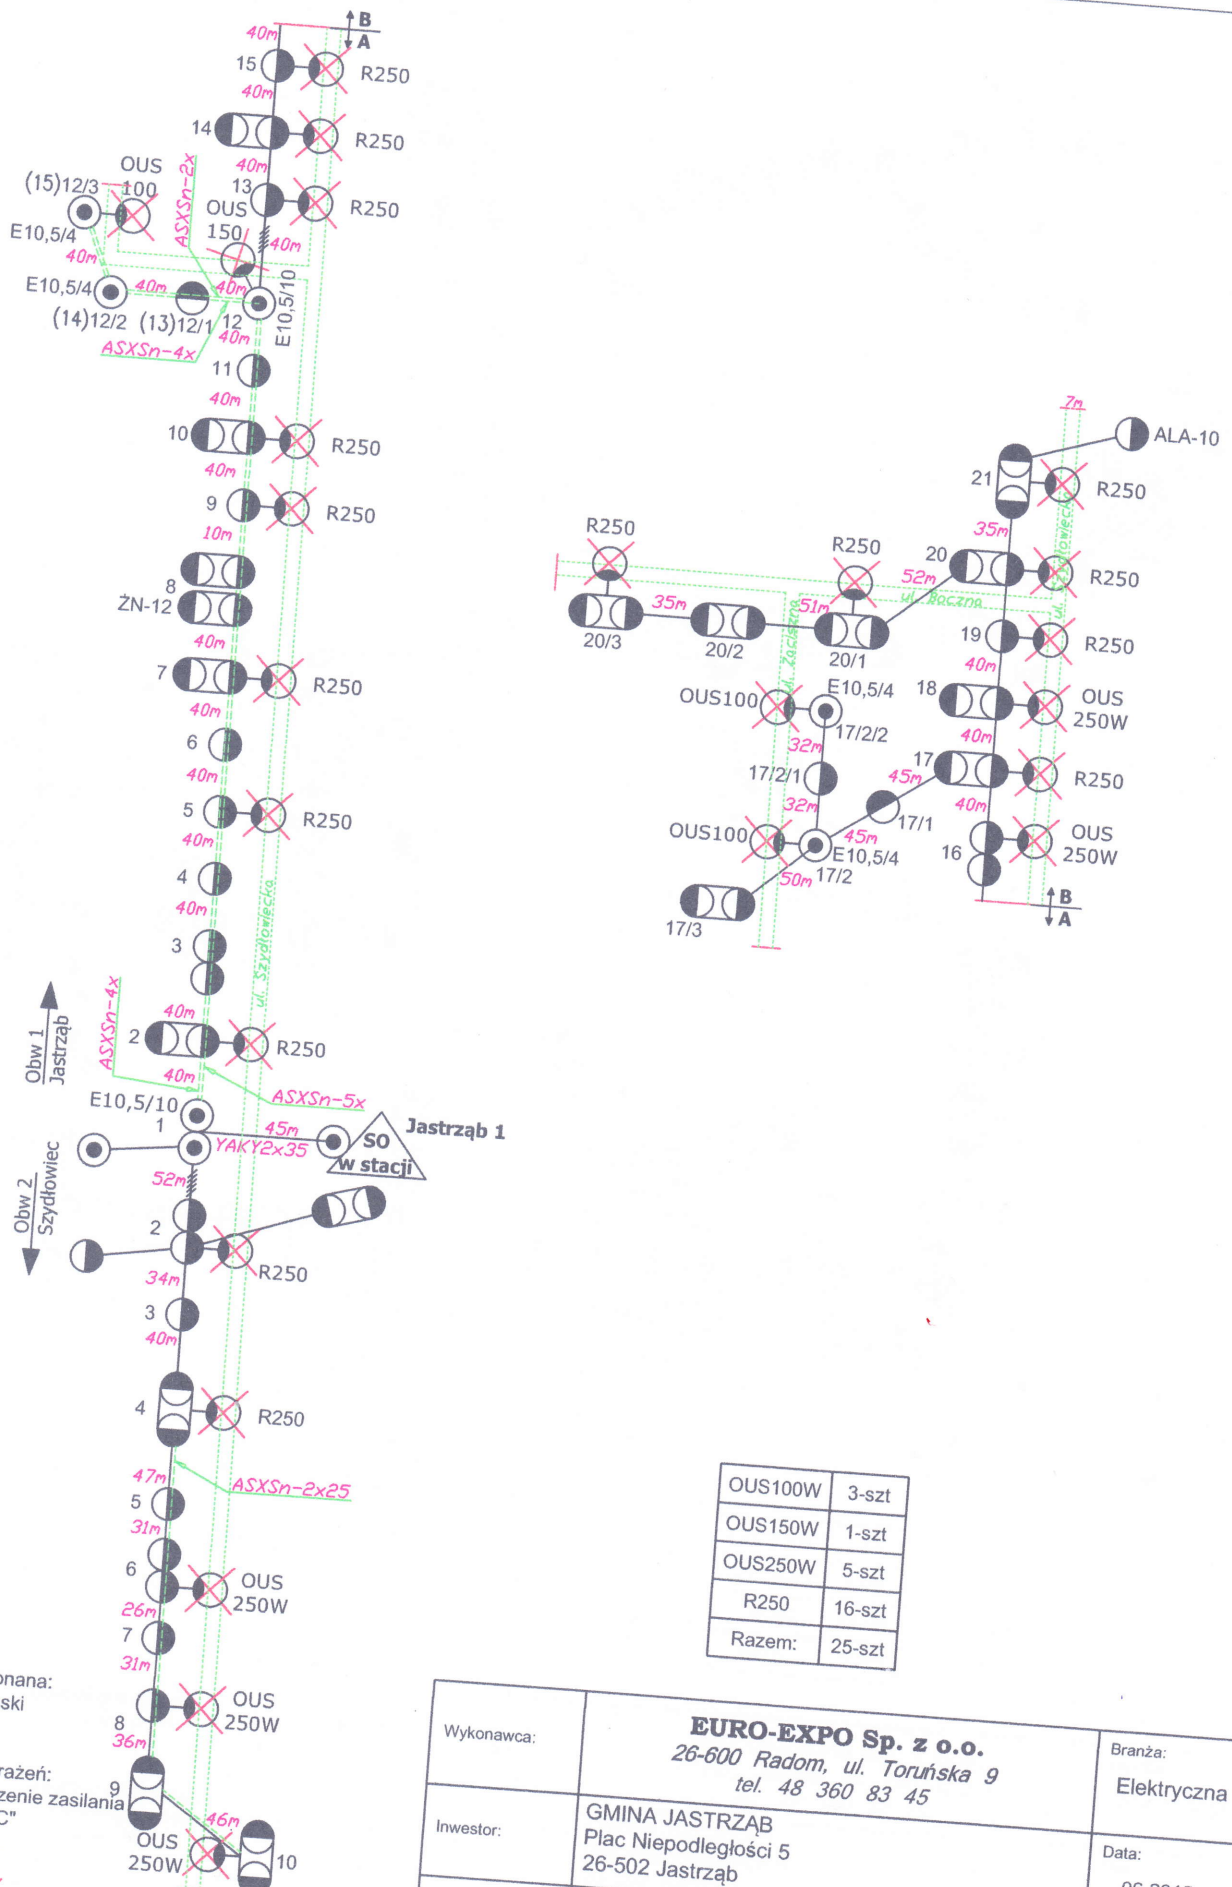 40m
B
A
15
R250
40m
14
R250
OUS
100
ASXSn-2x
40m
(15)12/3
13
R250
OUS
150
E10,5/4
40m
40m
E10,5/4
40m
40m
(14)12/2
(13)12/1
12
E10,5/10
40m
ASXSn-4x
11
40m
10
R250
40m
9
R250
10m
8
ŻN-12
40m
7
R250
40m
6
40m
5
R250
40m
4
40m
3
ul. Szydłowiecka
40m
2
R250
ASXSn-4x
Obw 1
Jastrząb
40m
ASXSn-5x
E10,5/10
1
45m
SO
w stacji
Jastrząb 1
YAKY2x35
Obw 2
Szydłowiec
52m
2
R250
34m
3
40m
4
R250
47m
ASXSn-2x25
5
31m
6
OUS
250W
26m
7
31m
8
OUS
250W
36m
9
46m
OUS
250W
10
7m
ALA-10
21
R250
35m
20
R250
R250
R250
52m
ul. Boczna
35m
51m
20/3
20/2
20/1
ul. Zaciszna
19
R250
40m
18
OUS
250W
OUS100
E10,5/4
17/2/2
32m
40m
17
R250
17/2/1
45m
32m
40m
17/1
OUS100
45m
E10,5/4
17/2
16
OUS
250W
50m
17/3
B
A
OUS100W 3-szt
OUS150W 1-szt
OUS250W 5-szt
R250 16-szt
Razem: 25-szt
onana:
ski
rażeń:
zenie zasilania
C"
Wykonawca:
EURO-EXPO Sp. z o.o.
26-600 Radom, ul. Toruńska 9
tel. 48 360 83 45
Branża:
Elektryczna
Inwestor:
GMINA JASTRZĄB
Plac Niepodległości 5
26-502 Jastrząb
Data: